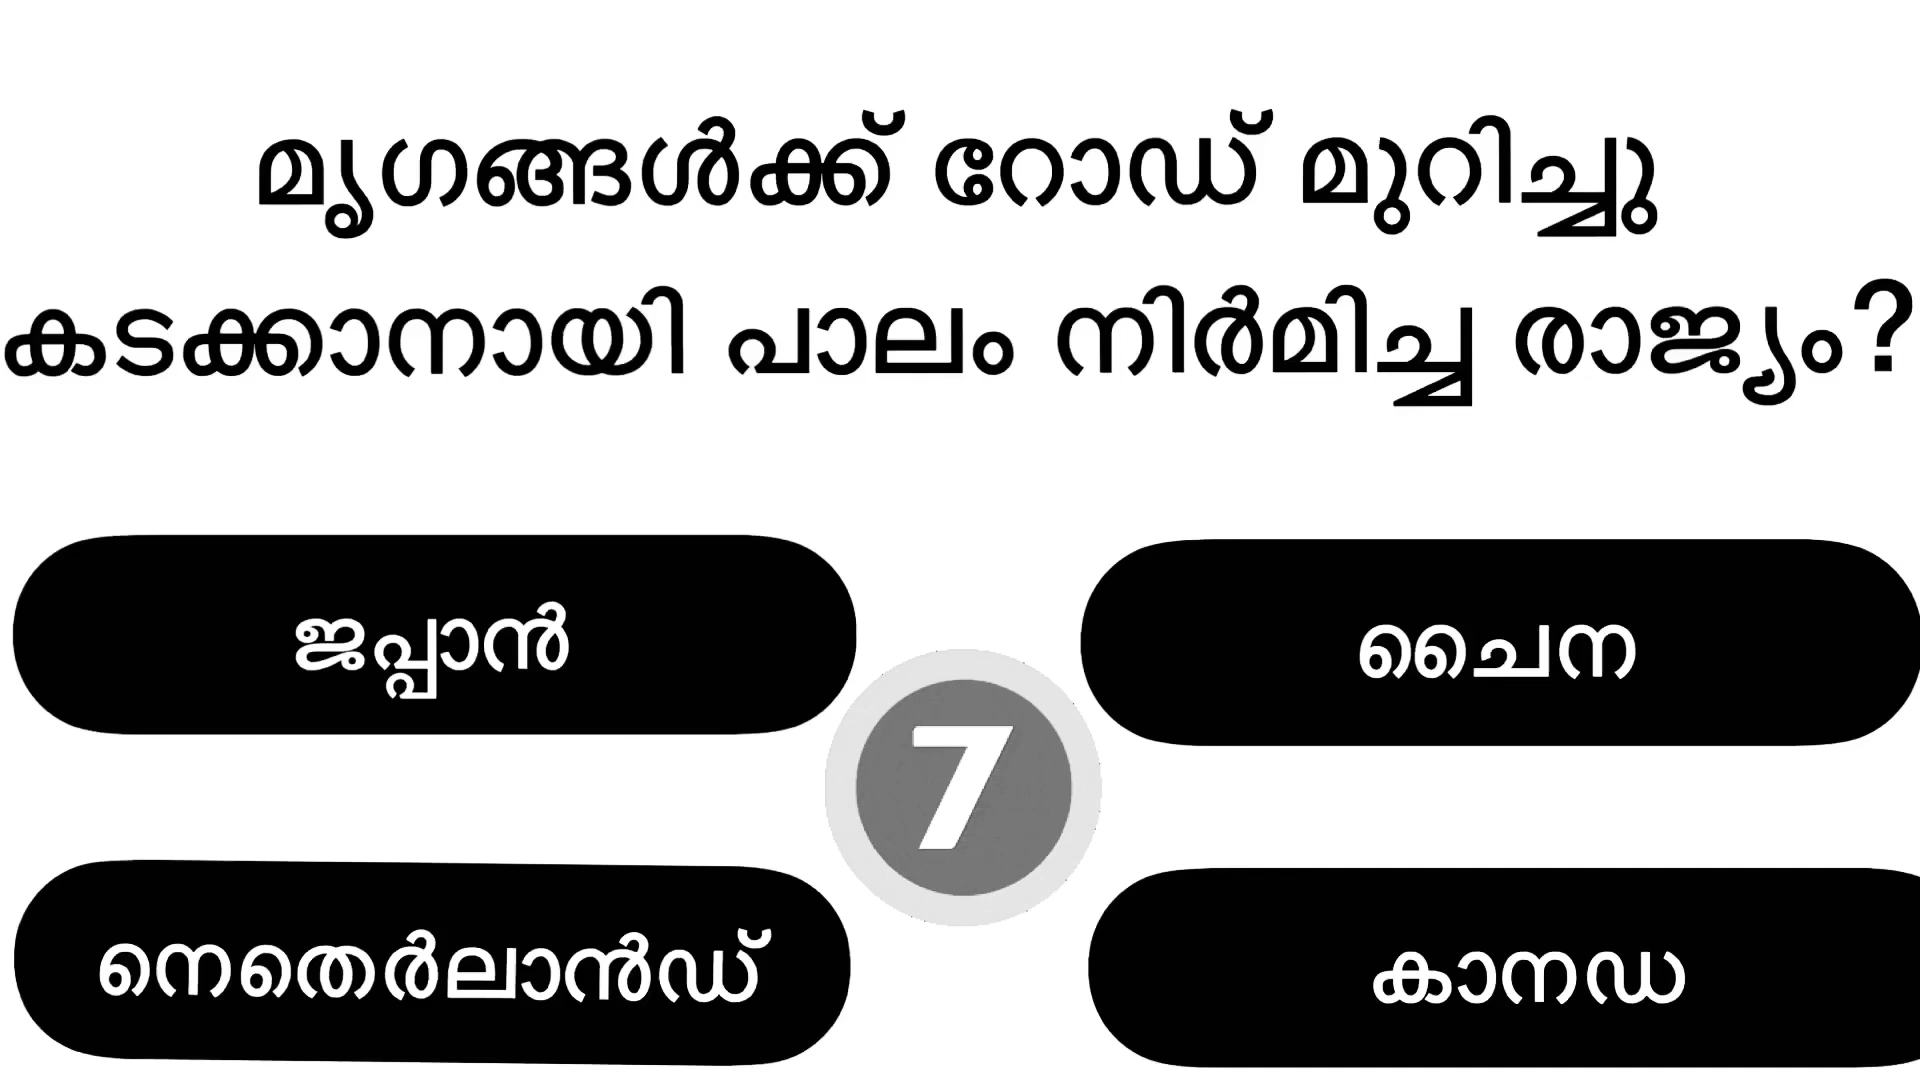 മൃഗങ്ങൾക്ക് റോഡ് മുറിച്ചു
കടക്കാനായി പാലം നിർമിച്ച രാജ്യം?
ജപ്പാൻ
ചൈന
7
നെതെർലാൻഡ്
കാനഡ